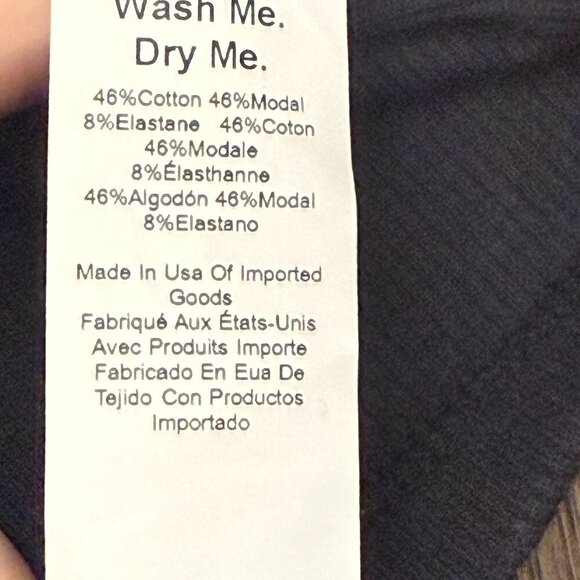 Wash Me.
Dry Me.
46%Cotton 46%Modal
8%Elastane 46%Coton
46%Modale
8%Élasthanne
46%Algodón 46%Modal
8%Elastano
Made In Usa Of Imported
Goods
Fabriqué Aux États-Unis
Avec Produits Importe
Fabricado En Eua De
Tejido Con Productos
Importado